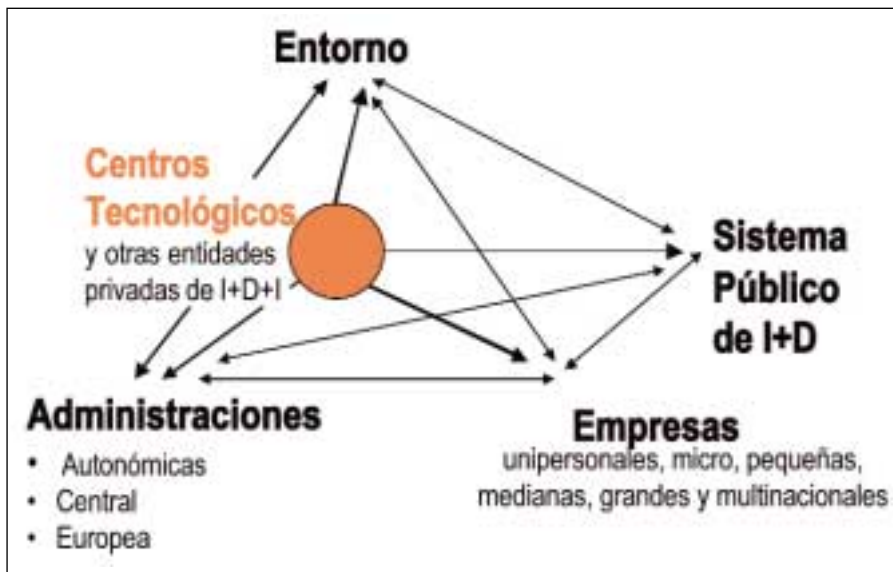 Entorno
Centros
Tecnológicos
y otras entidades
privadas de I+D+I
Sistema
Público
de I+D
Administraciones
• Autonómicas
• Central
• Europea
Empresas
unipersonales, micro, pequeñas,
medianas, grandes y multinacionales